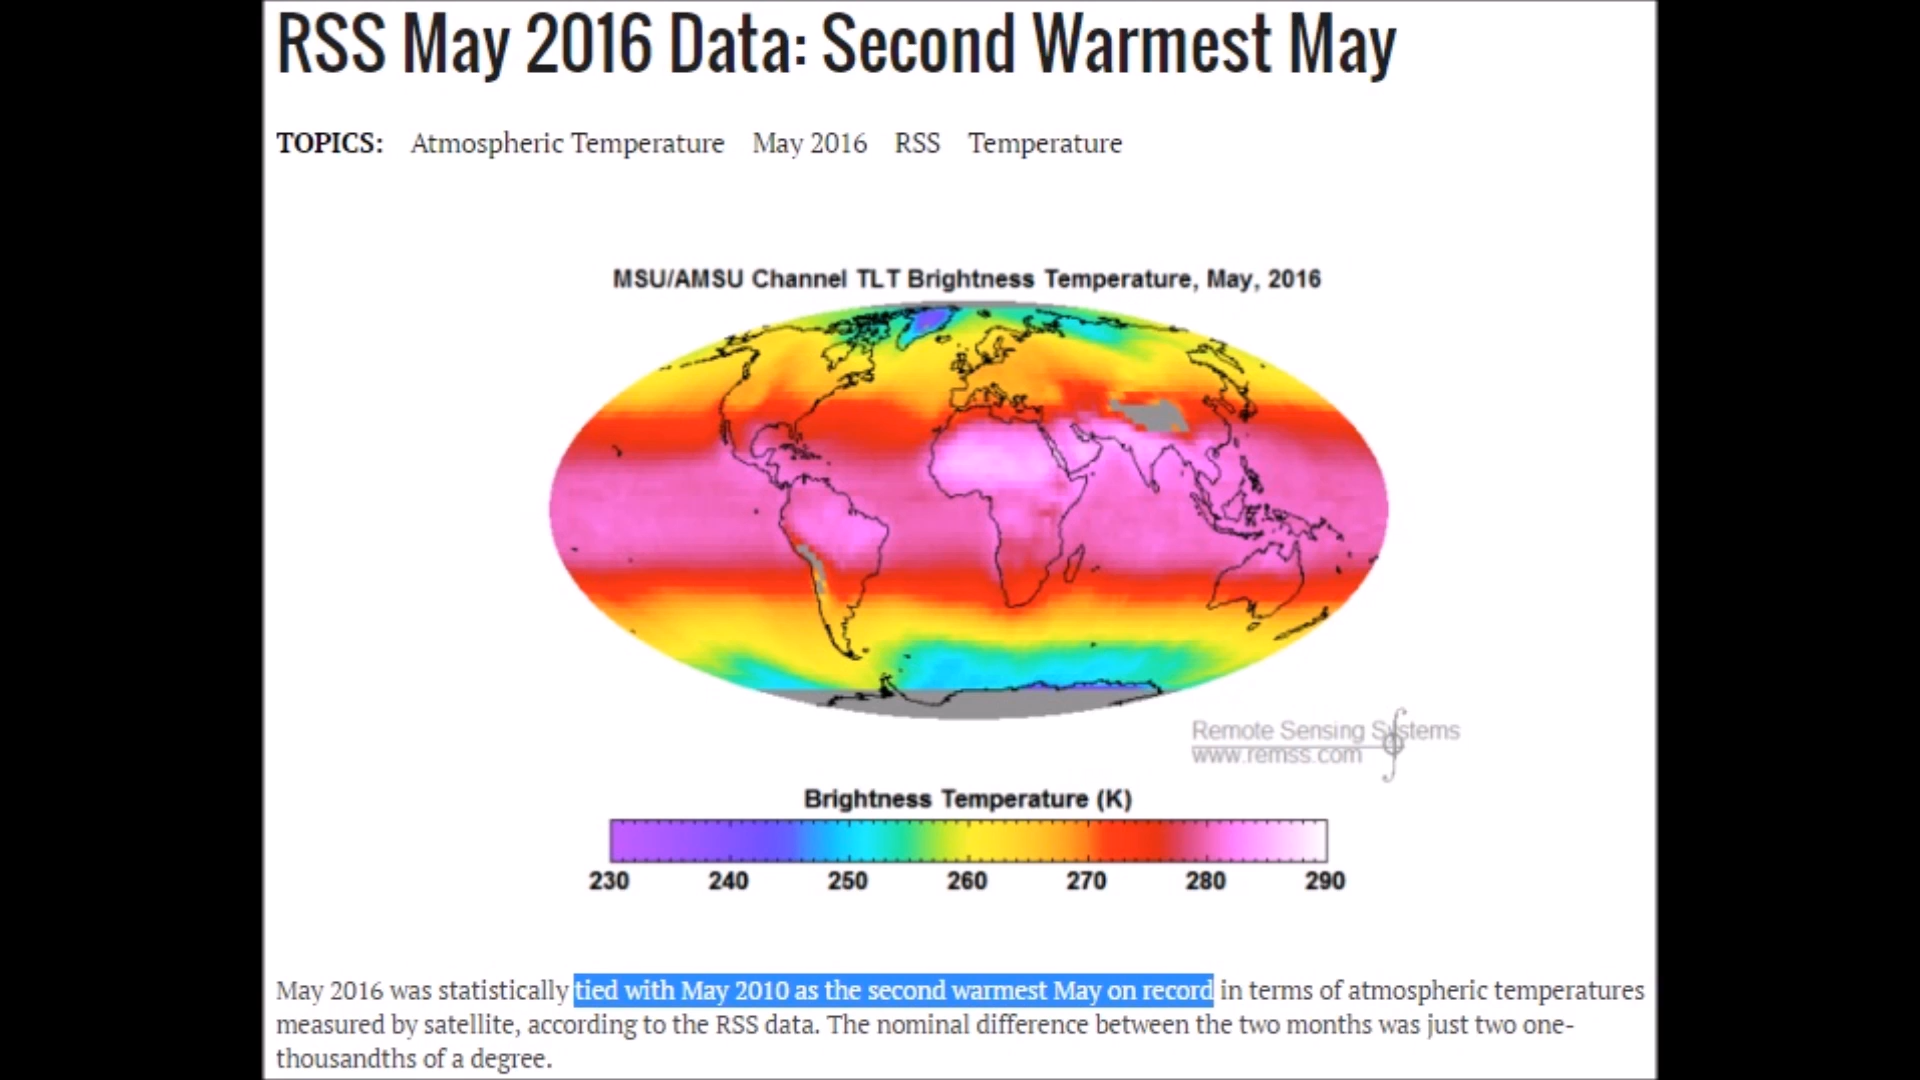 RSS May 2016 Data: Second Warmest May
TOPICS: Atmospheric Temperature May 2016 RSS Temperature
MSU/AMSU Channel TLT Brightness Temperature, May, 2016
Remote Sensing Systems
www.remss.com
Brightness Temperature (K)
230 240 250 260 270 280 290
May 2016 was statistically tied with May 2010 as the second warmest May on record in terms of atmospheric temperatures
measured by satellite, according to the RSS data. The nominal difference between the two months was just two one-
thousandths of a degree.